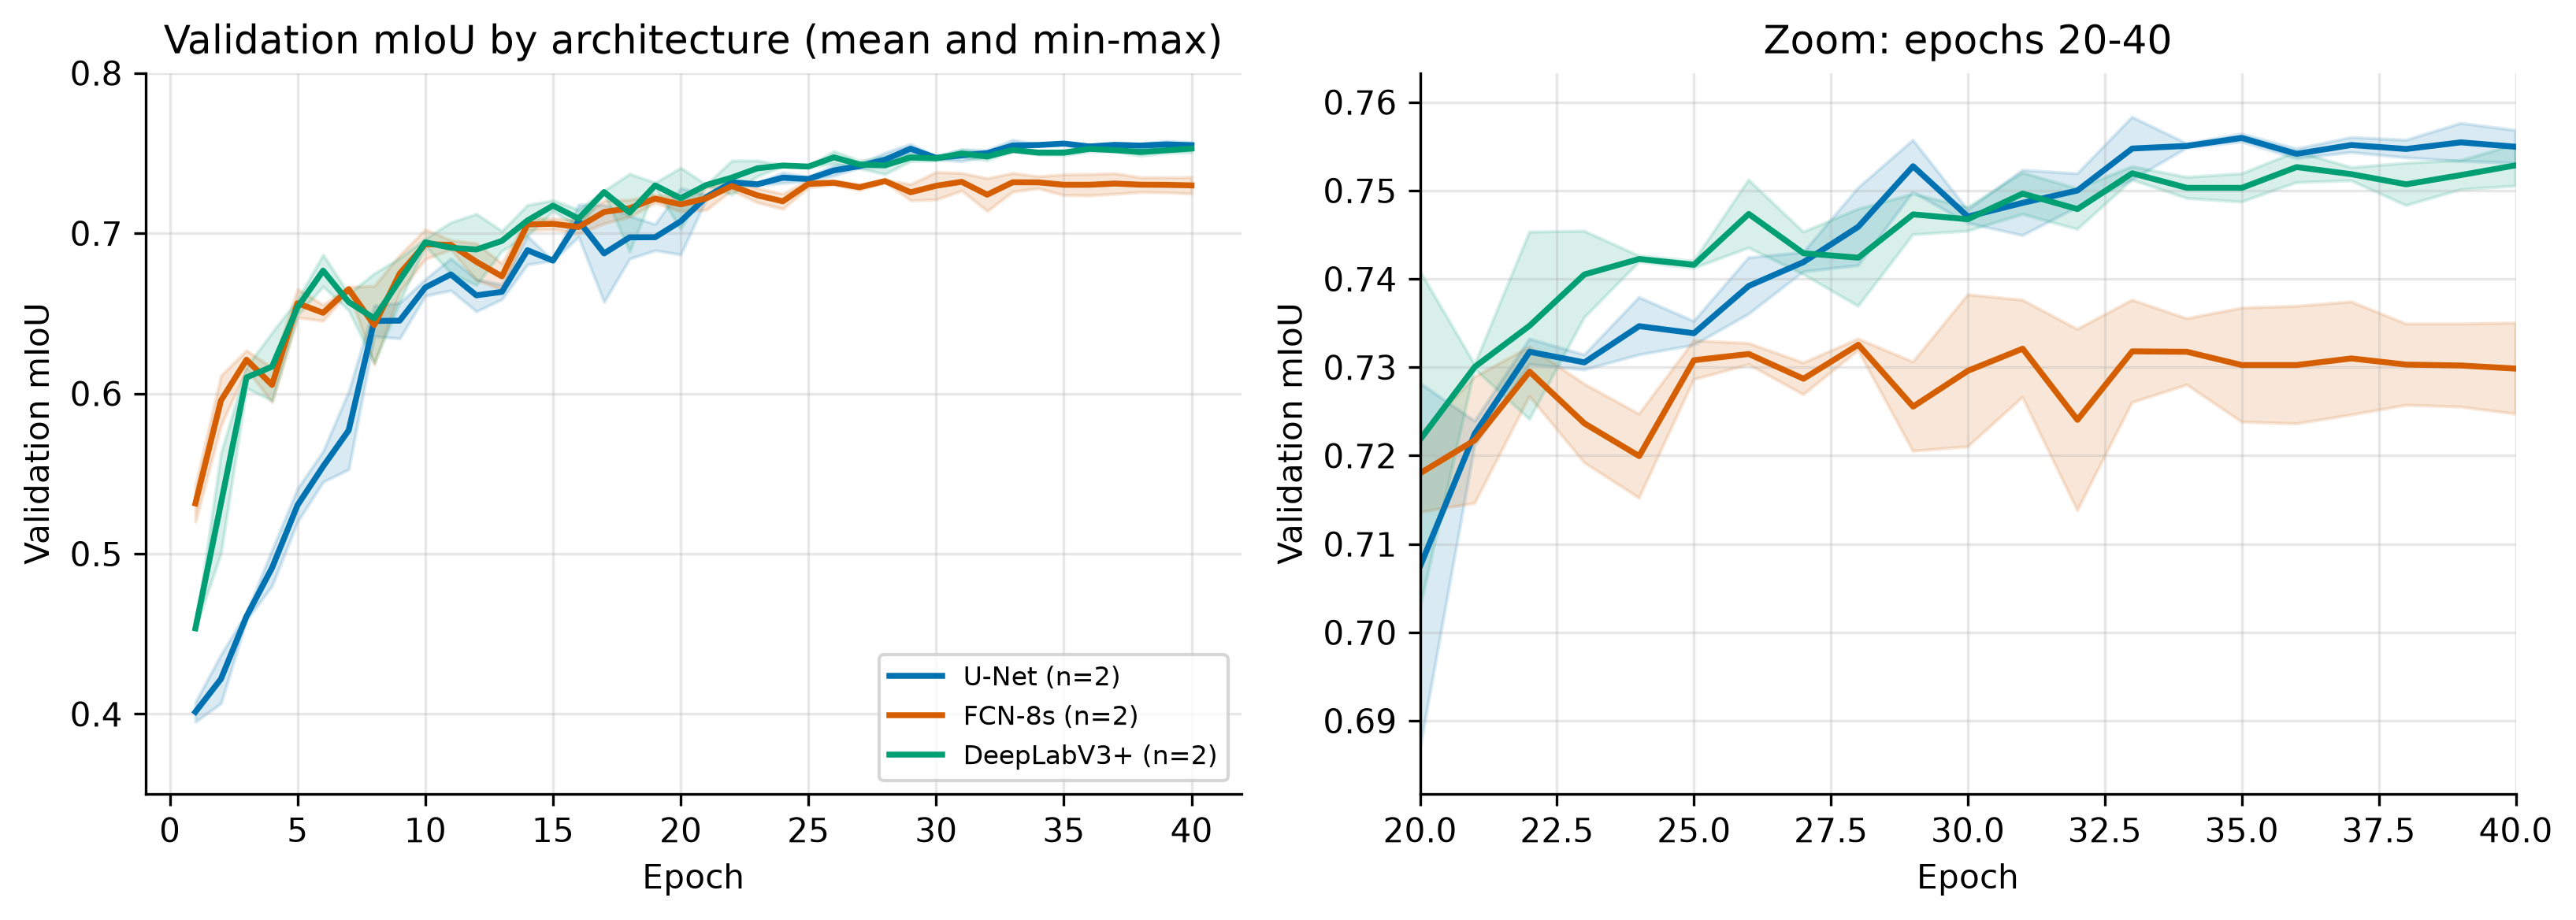 Validation mIoU by architecture (mean and min-max)
Validation mIoU
0.8
0.7
0.6
0.5
0.4
0 5 10 15 20 25 30 35 40
Epoch
U-Net (n=2)
FCN-8s (n=2)
DeepLabV3+ (n=2)
Zoom: epochs 20-40
Validation mIoU
0.76
0.75
0.74
0.73
0.72
0.71
0.70
0.69
20.0 22.5 25.0 27.5 30.0 32.5 35.0 37.5 40.0
Epoch